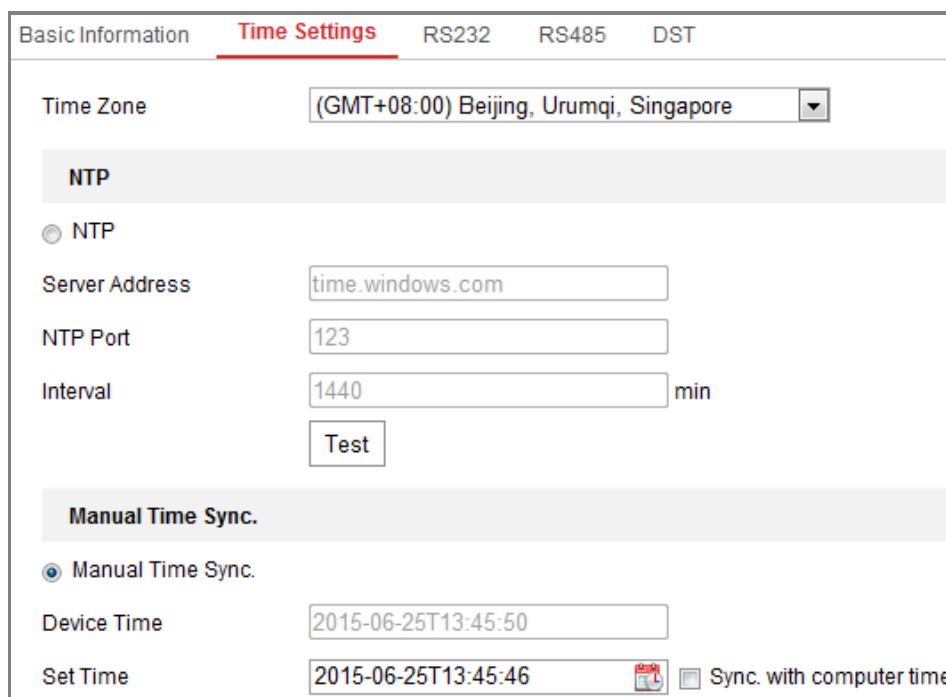 Basic Information Time Settings RS232 RS485 DST
Time Zone (GMT+08:00) Beijing, Urumqi, Singapore
NTP
NTP
Server Address time.windows.com
NTP Port 123
Interval 1440 min
Test
Manual Time Sync.
Manual Time Sync.
Device Time 2015-06-25T13:45:50
Set Time 2015-06-25T13:45:46 Sync. with computer time